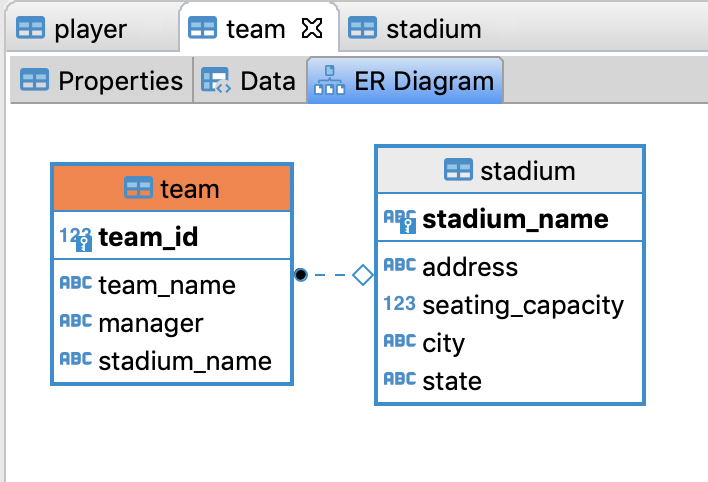 player team stadium
Properties Data ER Diagram
team
123 team_id
ABC team_name
ABC manager
ABC stadium_name
stadium
ABC stadium_name
ABC address
123 seating_capacity
ABC city
ABC state